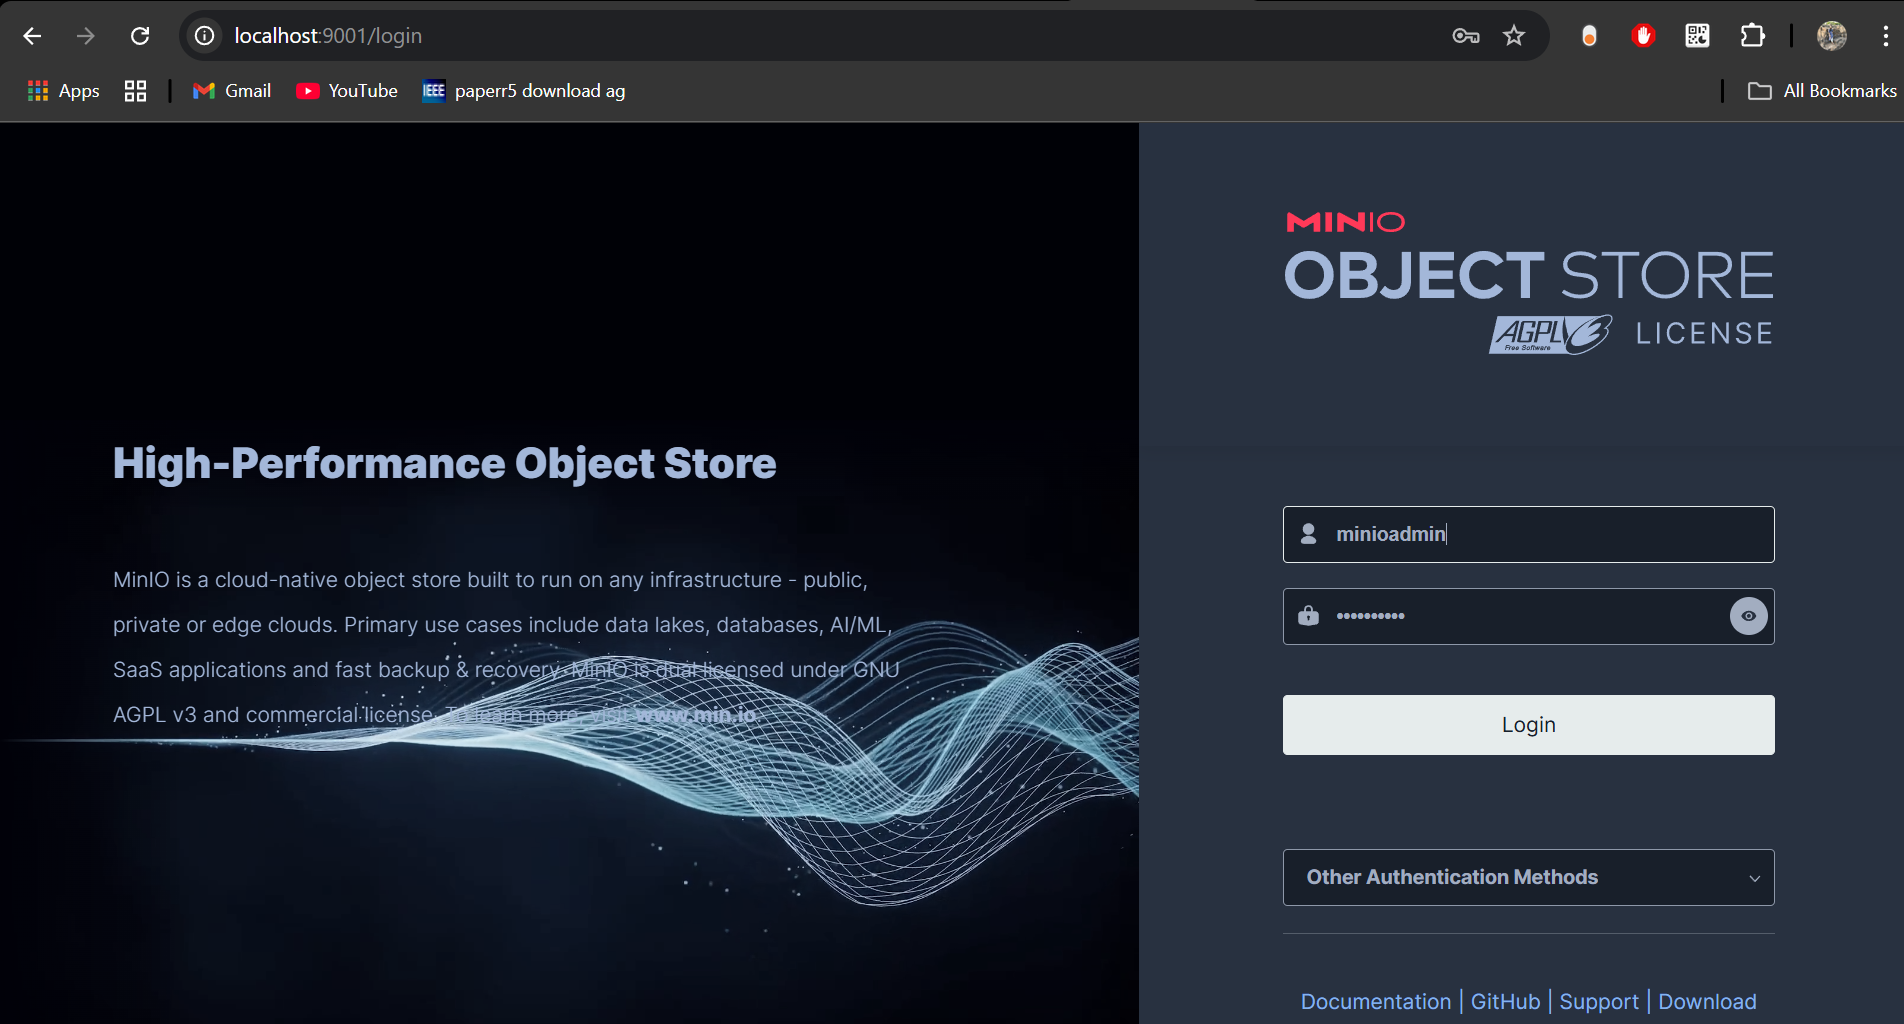 localhost:9001/login
Apps
Gmail
YouTube
IEEE
paperr5 download ag
All Bookmarks
High-Performance Object Store
MinIO is a cloud-native object store built to run on any infrastructure - public,
private or edge clouds. Primary use cases include data lakes, databases, AI/ML,
SaaS applications and fast backup & recovery. MinIO is dual licensed under GNU
AGPL v3 and commercial license. To learn more, visit www.min.io.
MINIO
OBJECT STORE
AGPL 3 LICENSE
Free Software
minioadmin
••••••••••
Login
Other Authentication Methods
Documentation | GitHub | Support | Download